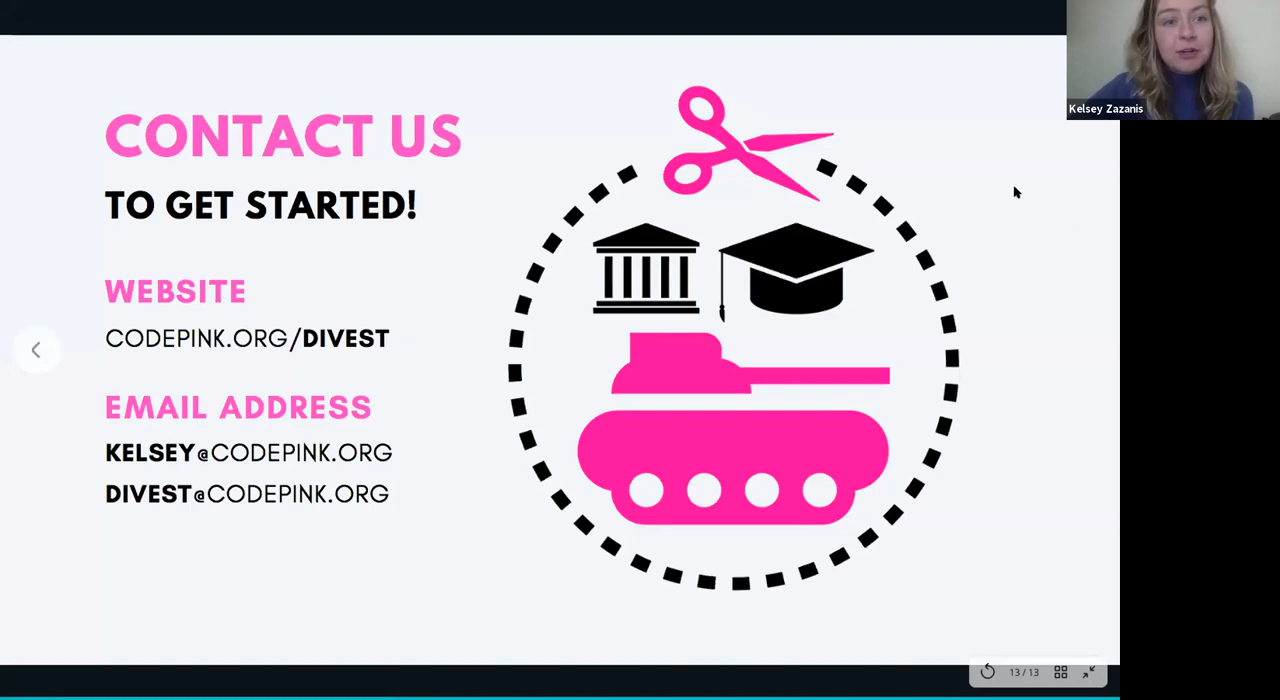 CONTACT US
TO GET STARTED!
WEBSITE
CODEPINK.ORG/DIVEST
EMAIL ADDRESS
KELSEY@CODEPINK.ORG
DIVEST@CODEPINK.ORG
Kelsey Zazanis
13 / 13